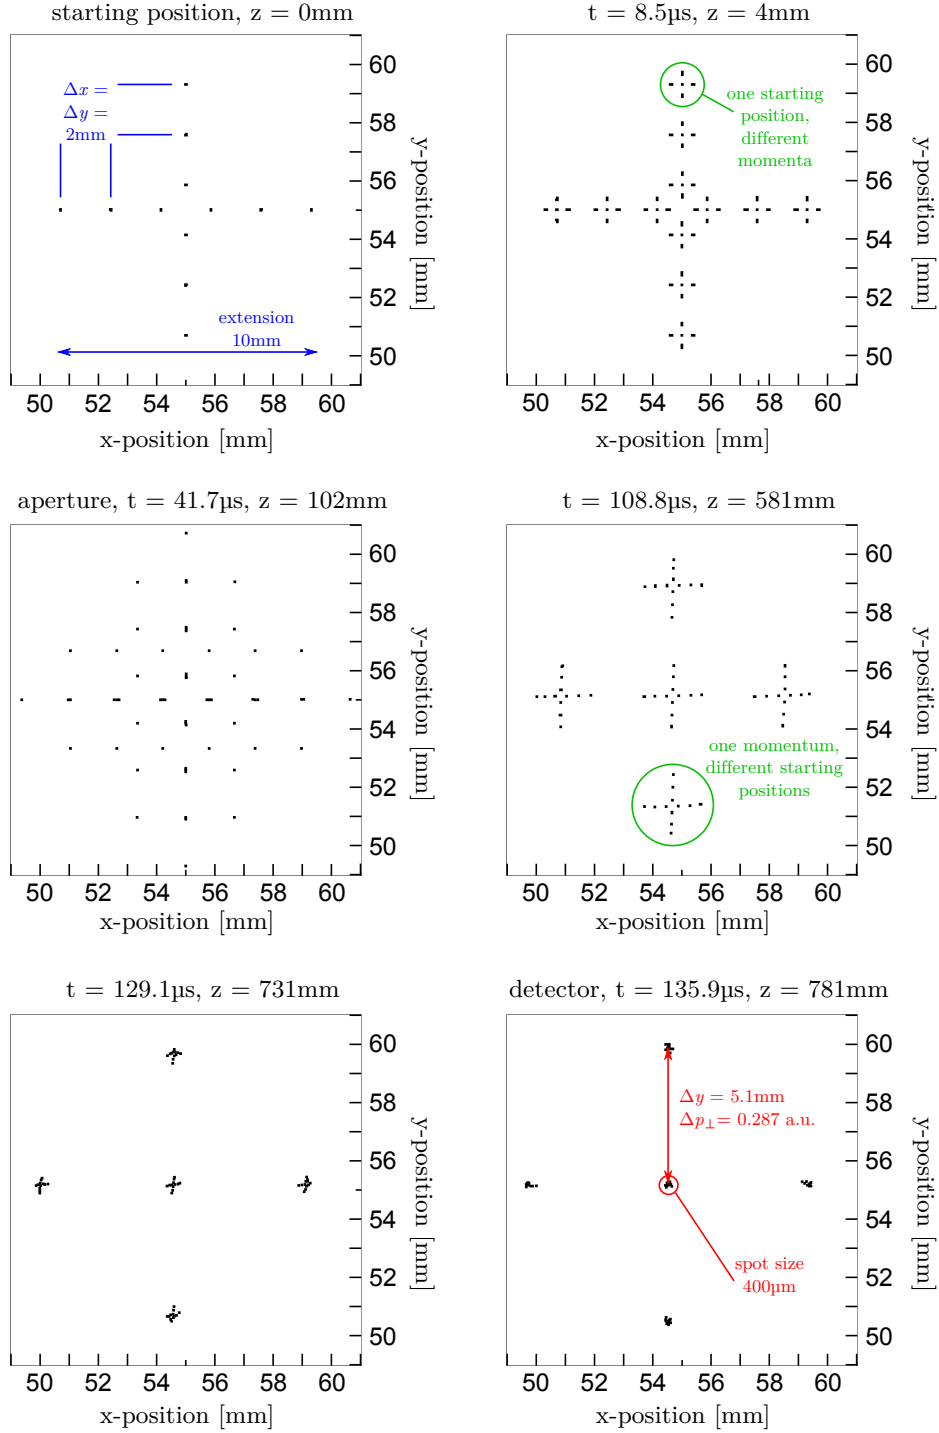 starting position, z = 0mm
Δx =
Δy =
2mm
extension
10mm
60
58
56
54
52
50
y-position [mm]
50 52 54 56 58 60
x-position [mm]
t = 8.5µs, z = 4mm
one starting
position,
different
momenta
60
58
56
54
52
50
y-position [mm]
50 52 54 56 58 60
x-position [mm]
aperture, t = 41.7µs, z = 102mm
60
58
56
54
52
50
y-position [mm]
50 52 54 56 58 60
x-position [mm]
t = 108.8µs, z = 581mm
one momentum,
different starting
positions
60
58
56
54
52
50
y-position [mm]
50 52 54 56 58 60
x-position [mm]
t = 129.1µs, z = 731mm
60
58
56
54
52
50
y-position [mm]
50 52 54 56 58 60
x-position [mm]
detector, t = 135.9µs, z = 781mm
Δy = 5.1mm
Δp⊥= 0.287 a.u.
spot size
400µm
60
58
56
54
52
50
y-position [mm]
50 52 54 56 58 60
x-position [mm]